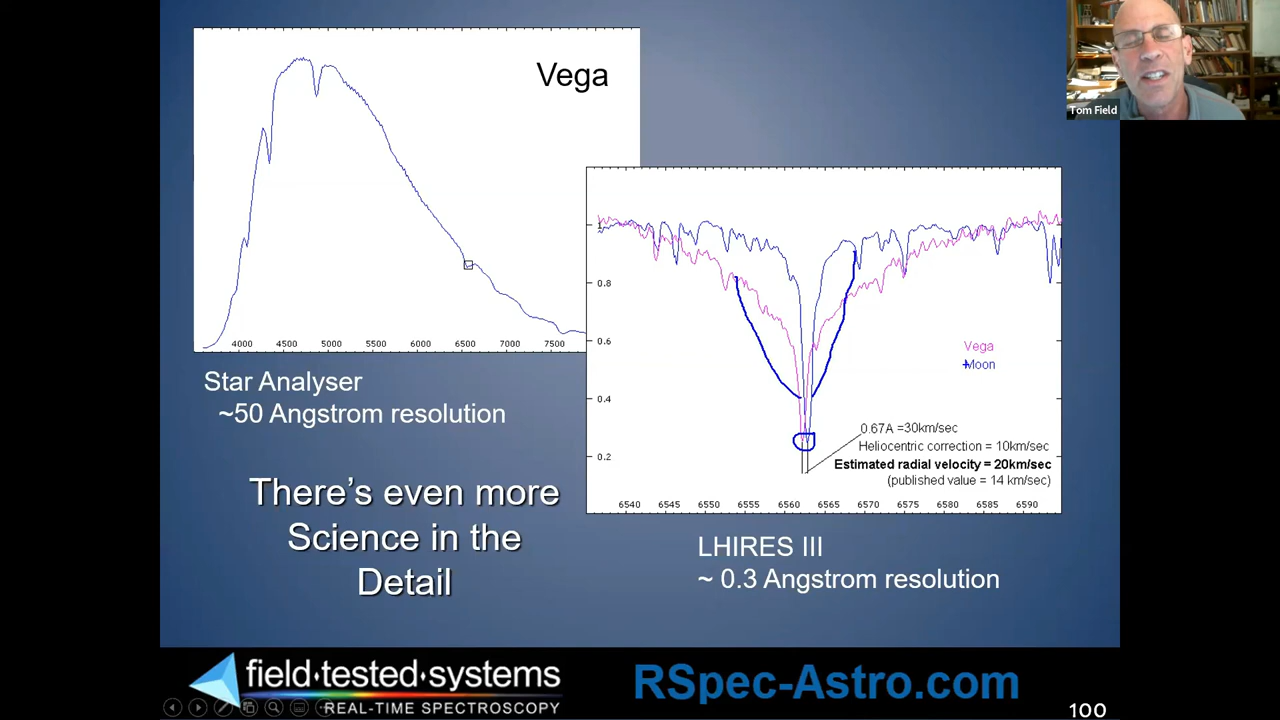 Vega
4000 4500 5000 5500 6000 6500 7000 7500
Star Analyser
~50 Angstrom resolution
There's even more
Science in the
Detail
1
0.8
0.6
0.4
0.2
Vega
Moon
0.67A =30km/sec
Heliocentric correction = 10km/sec
Estimated radial velocity = 20km/sec
(published value = 14 km/sec)
6540 6545 6550 6555 6560 6565 6570 6575 6580 6585 6590
LHIRES III
~ 0.3 Angstrom resolution
Tom Field
field·tested·systems
REAL-TIME SPECTROSCOPY
RSpec-Astro.com
100